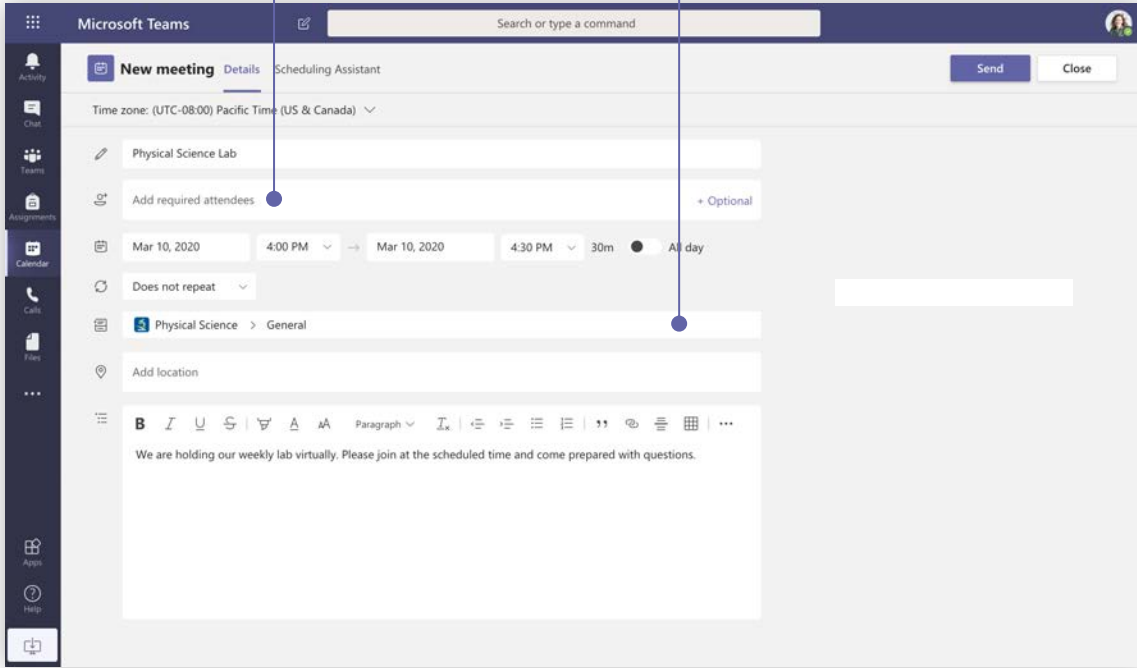 Microsoft Teams
Search or type a command
Activity
Chat
Teams
Assignments
Calendar
Calls
Files
Apps
Help
New meeting Details Scheduling Assistant
Send Close
Time zone: (UTC-08:00) Pacific Time (US & Canada)
Physical Science Lab
Add required attendees + Optional
Mar 10, 2020 4:00 PM → Mar 10, 2020 4:30 PM 30m All day
Does not repeat
Physical Science > General
Add location
B I U S A AA Paragraph
We are holding our weekly lab virtually. Please join at the scheduled time and come prepared with questions.